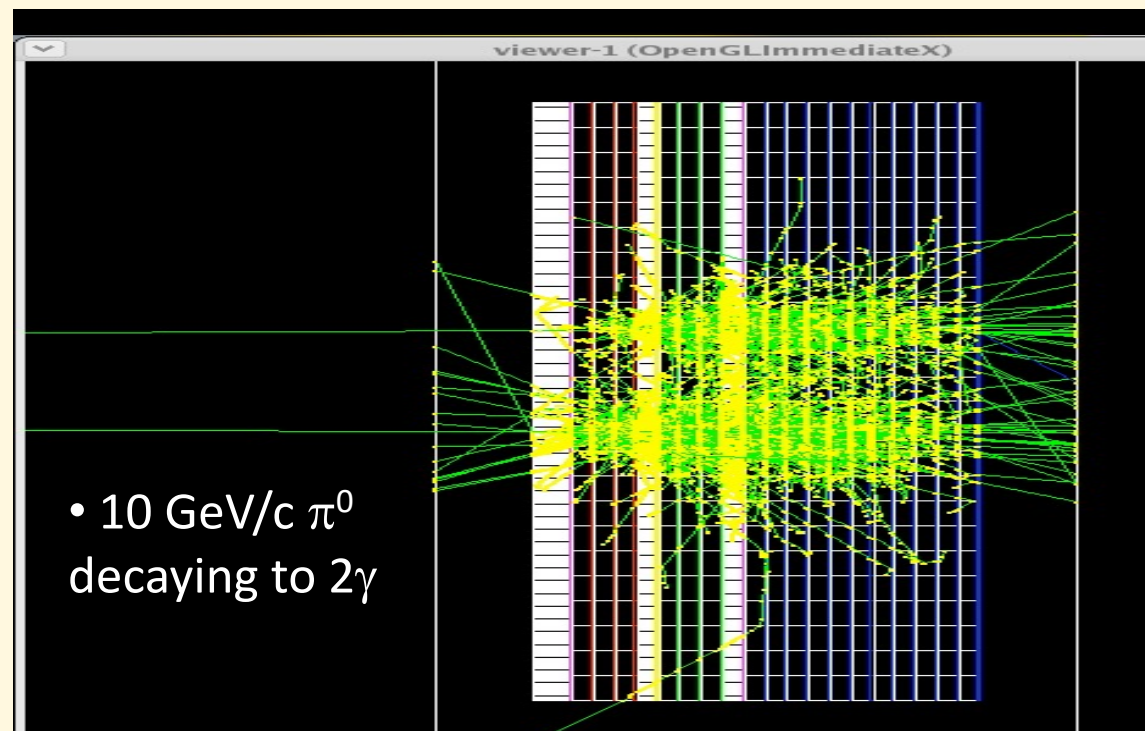 viewer-1 (OpenGLImmediateX)
• 10 GeV/c π⁰
decaying to 2γ